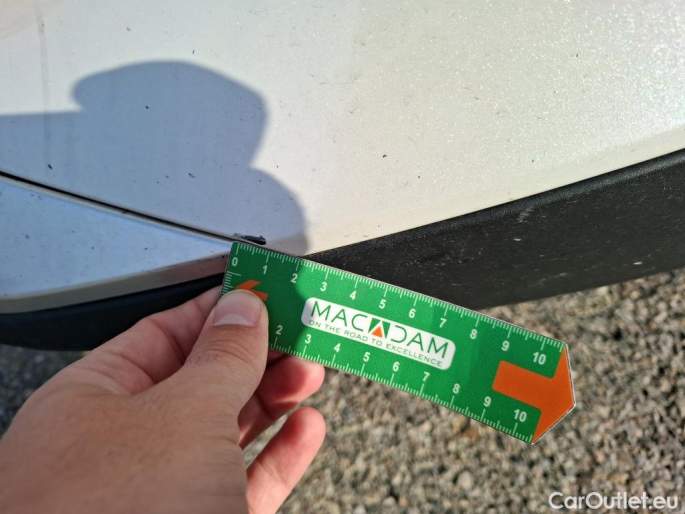 0 1 2 3 4 5 6 7 8 9 10
MACADAM
ON THE ROAD TO EXCELLENCE
2 3 4 5 6 7 8 9 10
CarOutlet.eu